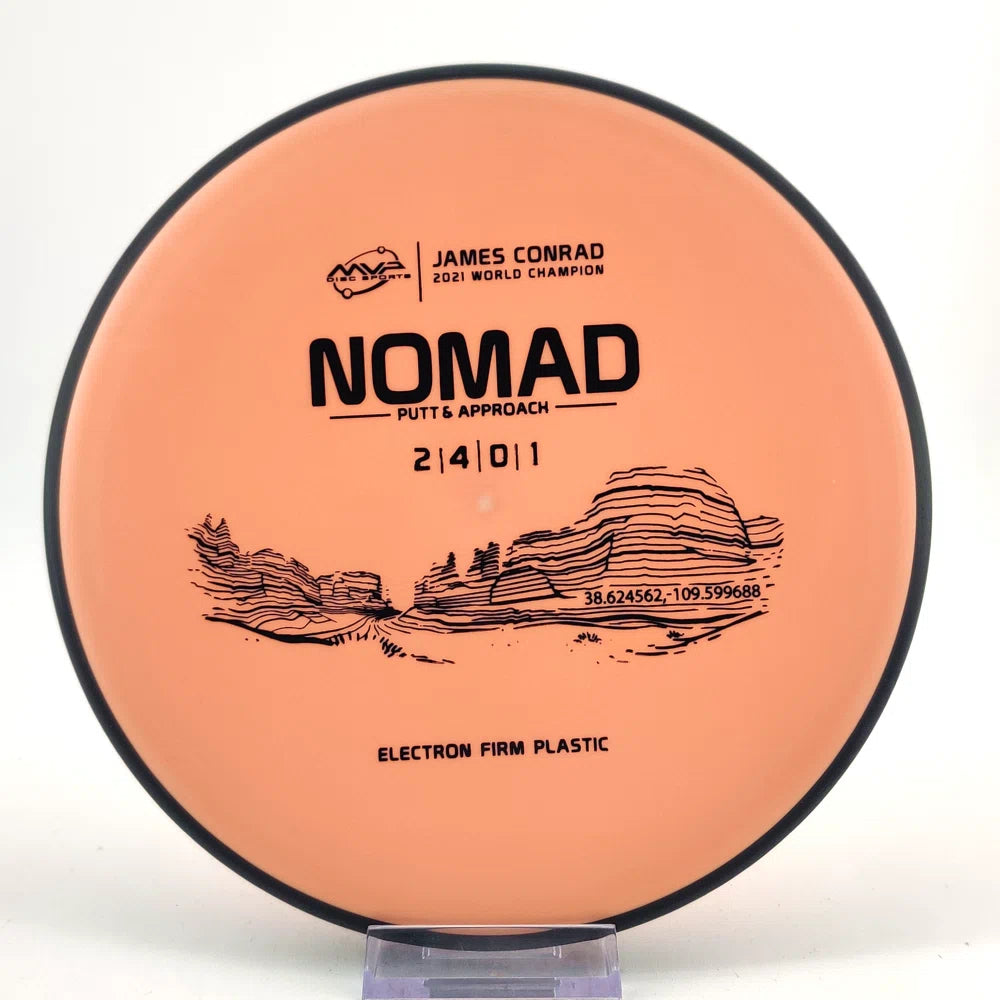 MVP
DISC SPORTS
JAMES CONRAD
2021 WORLD CHAMPION
NOMAD
PUTT & APPROACH
2|4|0|1
38.624562,-109.599688
ELECTRON FIRM PLASTIC